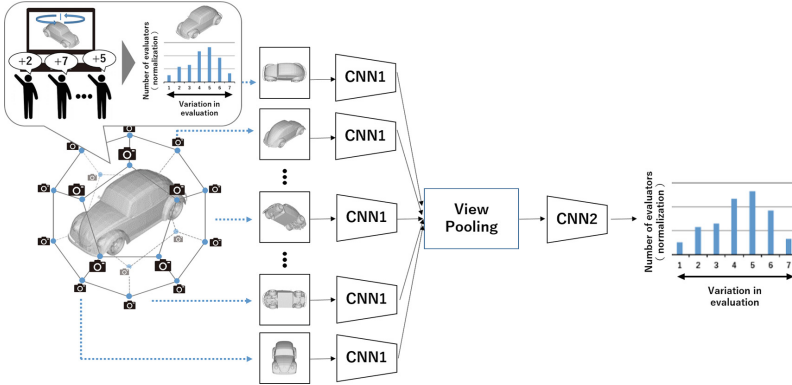 +2
+7
+5
Number of evaluators
( normalization )
1 2 3 4 5 6 7
Variation in
evaluation
CNN1
CNN1
CNN1
CNN1
CNN1
View
Pooling
CNN2
Number of evaluators
( normalization )
1 2 3 4 5 6 7
Variation in
evaluation